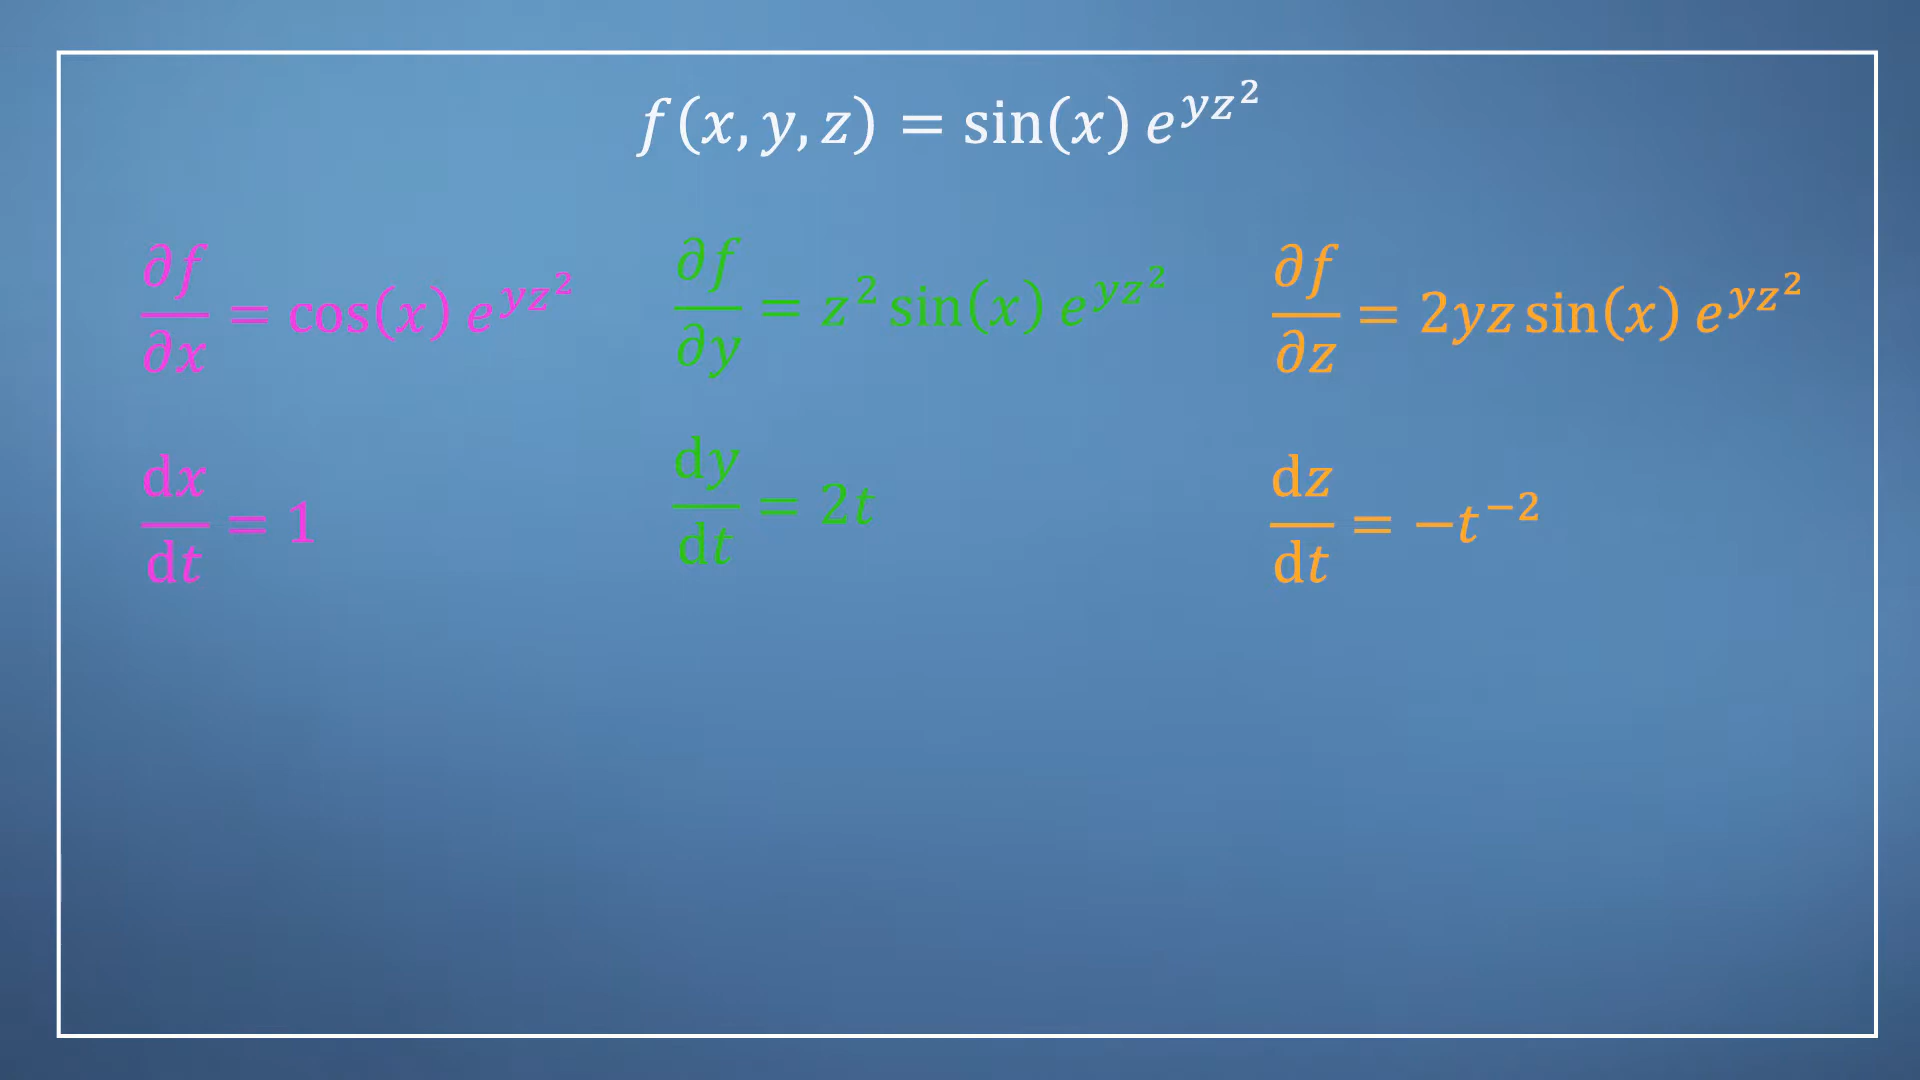 f(x, y, z) = sin(x) e^{yz^2}
∂f/∂x = cos(x) e^{yz^2}
∂f/∂y = z^2 sin(x) e^{yz^2}
∂f/∂z = 2yz sin(x) e^{yz^2}
dx/dt = 1
dy/dt = 2t
dz/dt = −t^{−2}